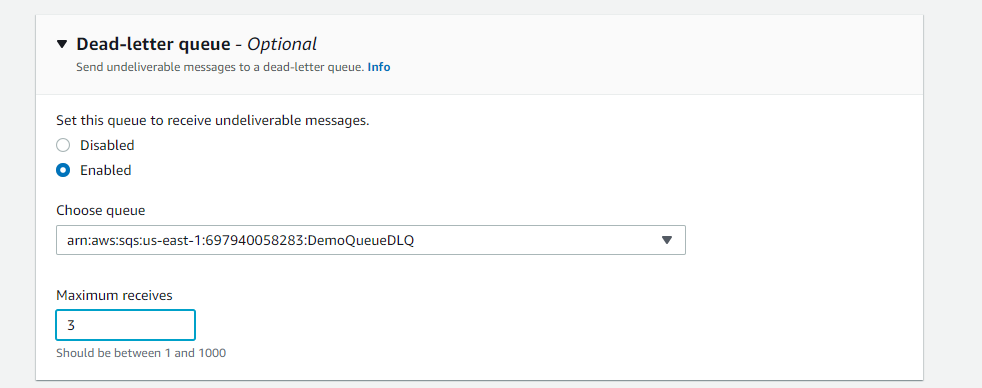 Dead-letter queue - Optional
Send undeliverable messages to a dead-letter queue. Info
Set this queue to receive undeliverable messages.
Disabled
Enabled
Choose queue
arn:aws:sqs:us-east-1:697940058283:DemoQueueDLQ
Maximum receives
3
Should be between 1 and 1000